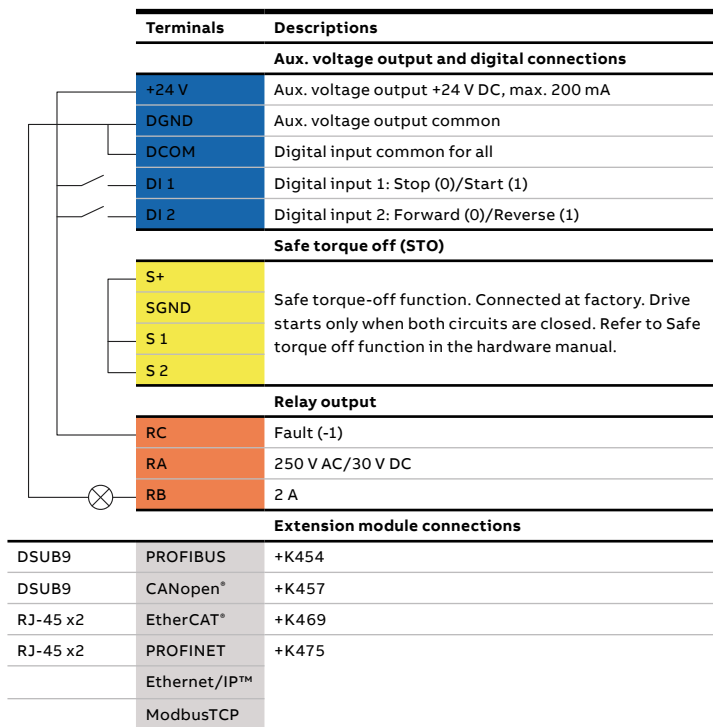 Terminals Descriptions
Aux. voltage output and digital connections
+24 V Aux. voltage output +24 V DC, max. 200 mA
DGND Aux. voltage output common
DCOM Digital input common for all
DI 1 Digital input 1: Stop (0)/Start (1)
DI 2 Digital input 2: Forward (0)/Reverse (1)
Safe torque off (STO)
S+
SGND
S 1
S 2
Safe torque-off function. Connected at factory. Drive
starts only when both circuits are closed. Refer to Safe
torque off function in the hardware manual.
Relay output
RC Fault (-1)
RA 250 V AC/30 V DC
RB 2 A
Extension module connections
DSUB9 PROFIBUS +K454
DSUB9 CANopen® +K457
RJ-45 x2 EtherCAT® +K469
RJ-45 x2 PROFINET +K475
Ethernet/IP™
ModbusTCP